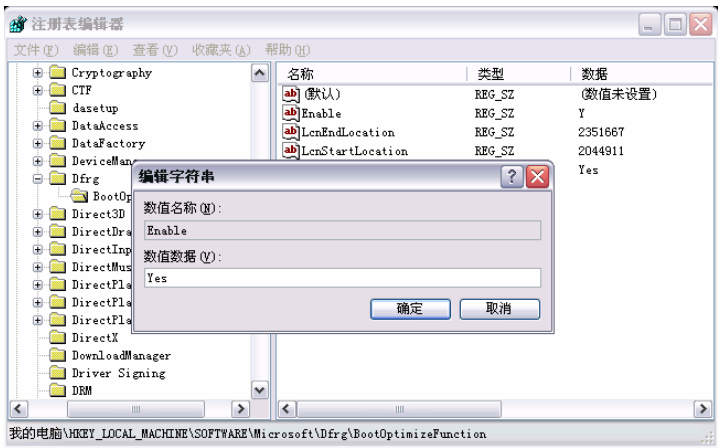 注册表编辑器
文件(F) 编辑(E) 查看(V) 收藏夹(A) 帮助(H)
Cryptography
CTF
dasetup
DataAccess
DataFactory
DeviceMan
Dfrg
BootOp
Direct3D
DirectDra
DirectInp
DirectMus
DirectPla
DirectPla
DirectPla
DirectX
DownloadManager
Driver Signing
DRM
名称 类型 数据
(默认) REG_SZ (数值未设置)
Enable REG_SZ Y
LcnEndLocation REG_SZ 2351667
LcnStartLocation REG_SZ 2044911
Yes
编辑字符串
数值名称(N):
Enable
数值数据(V):
Yes
确定 取消
我的电脑\HKEY_LOCAL_MACHINE\SOFTWARE\Microsoft\Dfrg\BootOptimizeFunction